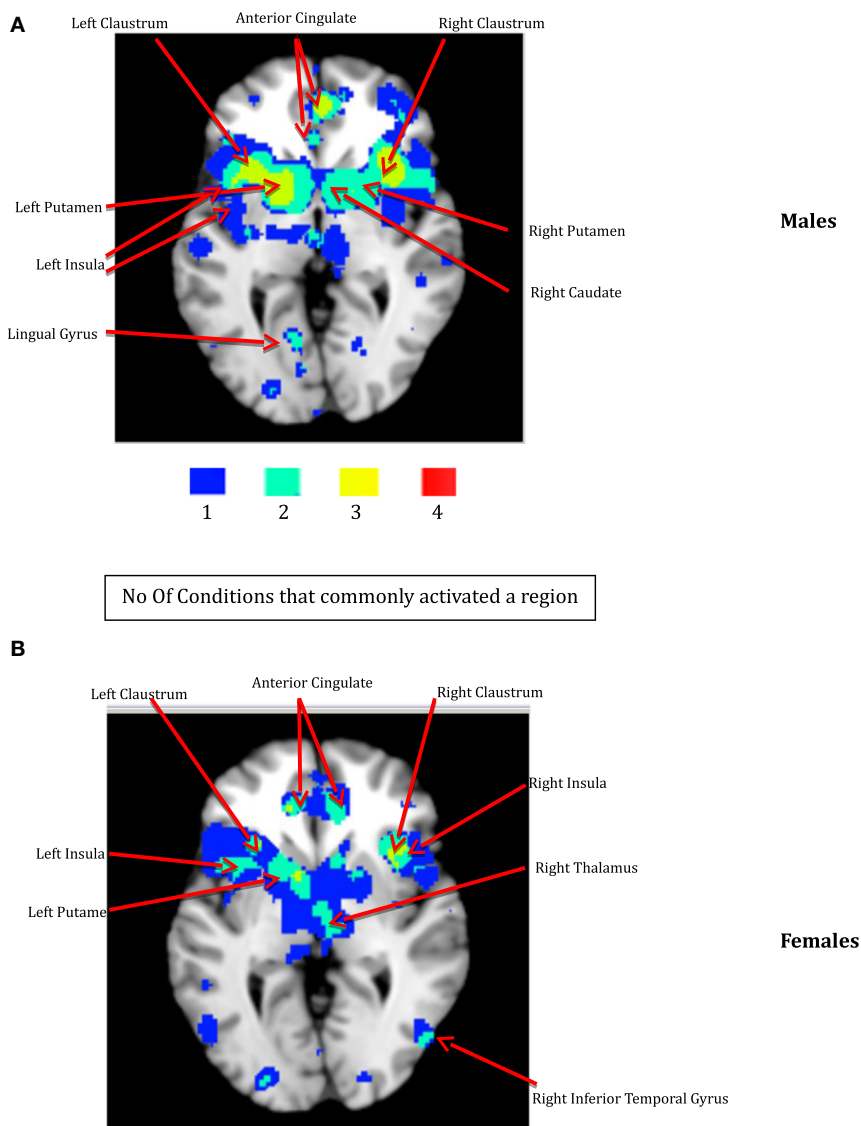 A
Left Claustrum
Anterior Cingulate
Right Claustrum
Left Putamen
Males
Right Putamen
Left Insula
Right Caudate
Lingual Gyrus
1 2 3 4
No Of Conditions that commonly activated a region
B
Left Claustrum
Anterior Cingulate
Right Claustrum
Right Insula
Left Insula
Right Thalamus
Left Putame
Females
Right Inferior Temporal Gyrus